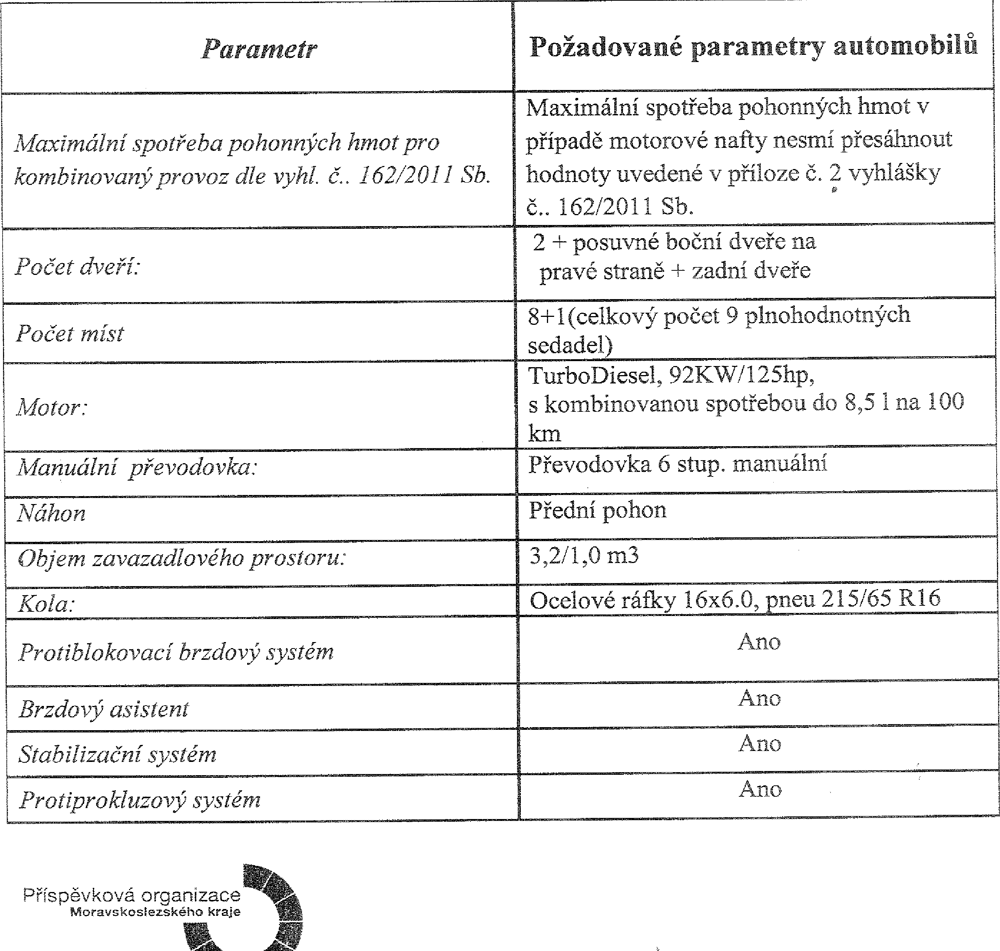 Parametr
Požadované parametry automobilů
Maximální spotřeba pohonných hmot pro
kombinovaný provoz dle vyhl. č.. 162/2011 Sb.
Maximální spotřeba pohonných hmot v
případě motorové nafty nesmí přesáhnout
hodnoty uvedené v příloze č. 2 vyhlášky
č.. 162/2011 Sb.
Počet dveří:
2 + posuvné boční dveře na
pravé straně + zadní dveře
Počet míst
8+1(celkový počet 9 plnohodnotných
sedadel)
Motor:
TurboDiesel, 92KW/125hp,
s kombinovanou spotřebou do 8,5 l na 100
km
Manuální převodovka:
Převodovka 6 stup. manuální
Náhon
Přední pohon
Objem zavazadlového prostoru:
3,2/1,0 m3
Kola:
Ocelové ráfky 16x6.0, pneu 215/65 R16
Protiblokovací brzdový systém
Ano
Brzdový asistent
Ano
Stabilizační systém
Ano
Protiprokluzový systém
Ano
Příspěvková organizace
Moravskoslezského kraje